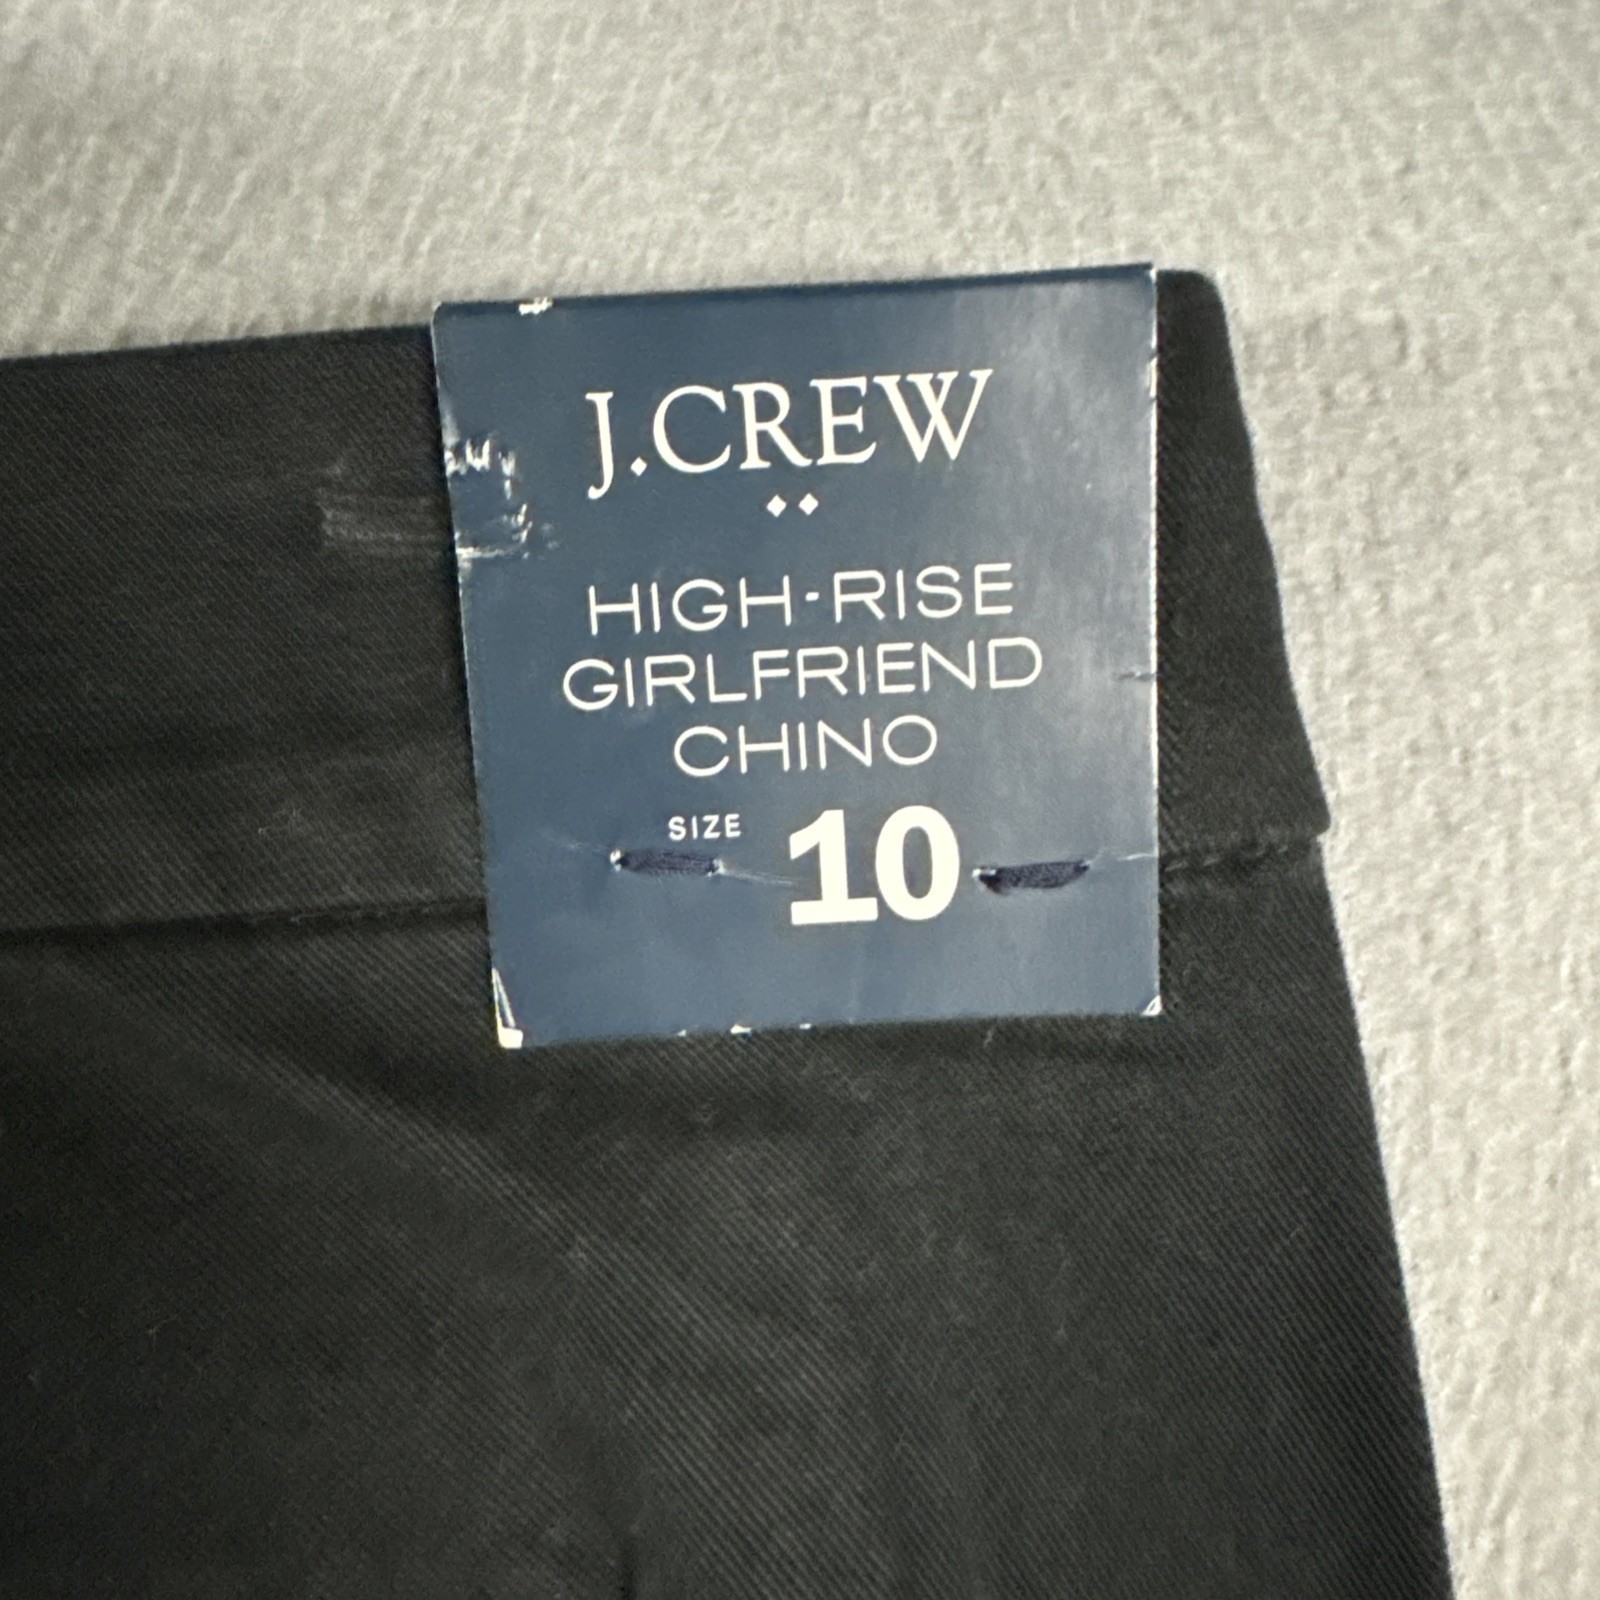 J.CREW
HIGH-RISE
GIRLFRIEND
CHINO
SIZE 10